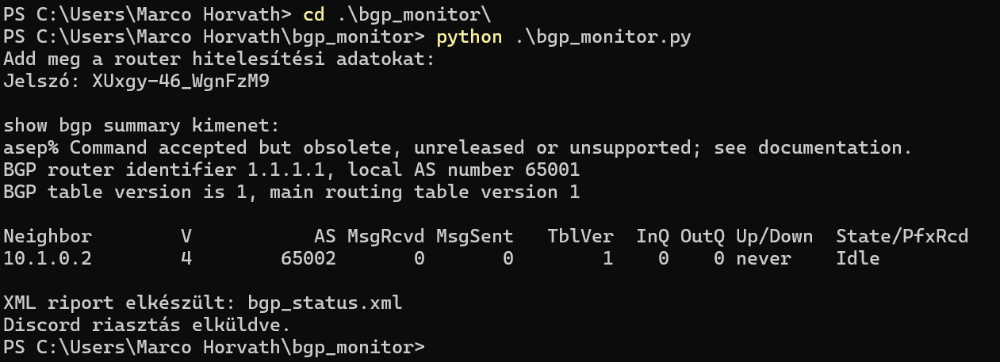 PS C:\Users\Marco Horvath> cd .\bgp_monitor\
PS C:\Users\Marco Horvath\bgp_monitor> python .\bgp_monitor.py
Add meg a router hitelesítési adatokat:
Jelszó: XUxgy-46_WgnFzM9
show bgp summary kimenet:
asep% Command accepted but obsolete, unreleased or unsupported; see documentation.
BGP router identifier 1.1.1.1, local AS number 65001
BGP table version is 1, main routing table version 1
Neighbor        V           AS MsgRcvd MsgSent   TblVer  InQ OutQ Up/Down  State/PfxRcd
10.1.0.2        4        65002       0       0        1    0    0 never    Idle
XML riport elkészült: bgp_status.xml
Discord riasztás elküldve.
PS C:\Users\Marco Horvath\bgp_monitor>